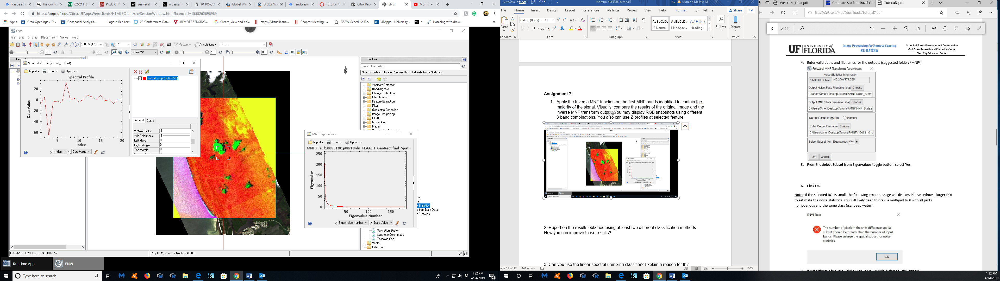 Raabe et a
Historic to
02-211_2_
PREDICTIN
Sea-level r
A casualty
10.1007/s1
Global Wa
Global Wa
landscape
Tutorial 7
Citrix Rece
ENVI
Morni
https://apps.ufl.edu/Citrix/UFAppsWeb/clients/HTML5Client/src/SessionWindow.html?launchid=1555262696969
Apps
Grad Openings » D...
Geospatial Analysis...
Logout Redirect
23 ecomed Conferences Dat...
REMOTE SENSING...
Create, view and ed...
https://virtuallearn...
Chapter Meeting –...
GSAW-Schedule-De...
UFApps - University...
Hatching with draw...
ENVI
File Edit Display Placemarks Views Help
100.0% (1:1.0
0°
Vectors
Annotations
Go To
50
20
Linear 2%
10
0
Spectral Profile (subset_output)
Import Export Options
Spectral Profile
Data Value
20
0
-20
-40
-60
5 10 15 20
Index
X: Index Y: Data Value
subset_output (560,771)
General Curve
Y Major Ticks -1
Axis Thickness 1
Left Margin 0
Right Margin 0
Top Margin 0
N
Toolbox
Search the toolbox
/Transform/MNF Rotation/Forward MNF Estimate Noise Statistics
Anomaly Detection
Band Algebra
Change Detection
Classification
Feature Extraction
Filter
Geometric Correction
Image Sharpening
LiDAR
Mosaicking
Radar
MNF Eigenvalues
Import Export Options
MNF File: f100831t01p00r10rdn_FLAASH_GeoRectified_Spatia
Eigenvalue
250
200
150
100
50
0
50 100 150
Eigenvalue Number
X: Eigenvalue Number Y: Data Value
e Statistics
s from Dark Data
e Statistics
Saturation Stretch
Synthetic Color Image
Tasseled Cap
Vector
Extensions
Lat: 26°3'1.35"N, Lon: 81°41'48.61"W
Proj: UTM, Zone 17 North, NAD 83
Runtime App
ENVI
Type here to search
1:32 PM
4/14/2019
21
AutoSave Off
moreno_sur5386_tutorial7
P...
Moreno,Melissa M
File Home Insert Design Layout References Mailings Review View Help Format Tell me Share
Paste
Calibri (Body) 11
AaBbCcDc
¶ Normal
AaBbCcDc
¶ No Spac...
AaBbCc
Heading 1
Editing
Dictate
lipboard
Font
Paragraph
Styles
Voice
Assignment 7:
1. Apply the Inverse MNF function on the first MNF bands identified to contain the
majority of the signal. Visually, compare the results of the original image and the
inverse MNF transform output. You may display RGB snapshots using different
3-band combinations. You also can use Z-profiles at selected feature.
2. Report on the results obtained using at least two different classification methods.
How you can improve these results?
3. Can you use the linear spectral unmixing classifier? Explain a reason for this
age 12 of 12
441 words
100%
Week 14 _Lidar.pdf
Graduate Student Travel Gra
Tutorial7.pdf
file:///C:/Users/Mel/Downloads/Tutorial7.pdf
6 of 14
UF UNIVERSITY of FLORIDA
Image Processing for Remote Sensing
SUR5386
School of Forest Resources and Conservation
Gulf Coast Research and Education Center
Plant City Education Center
4. Enter valid paths and filenames for the outputs (suggested folder: \MNF\).
Forward MNF Transform Parameters
Noise Statistics Information
Shift Diff Subset (46:200)(171:259)
Output Noise Stats Filename [.sta] Choose
C:\Users\Ömer\Desktop\Tutorial7\MNF\Noise_Stats.
Output MNF Stats Filename [.sta] Choose
C:\Users\Ömer\Desktop\Tutorial7\MNF\MNF_Stats.s
Output Result to File Memory
Enter Output Filename Choose
C:\Users\Ömer\Desktop\Tutorial7\MNF\f100831t01p
Select Subset from Eigenvalues Yes
OK Cancel
5. From the Select Subset from Eigenvalues toggle button, select Yes.
6. Click OK.
Note: If the selected ROI is small, the following error message will display. Please redraw a larger ROI
to estimate the noise statistics. You will likely need to draw a multipart ROI with all parts
homogenous and the same class (e.g. deep water).
ENVI Error
The number of pixels in the shift difference spatial
subset should be greater than the number of input
bands. Please enlarge the spatial subset for noise
statistics.
OK
1:32 PM
4/14/2019